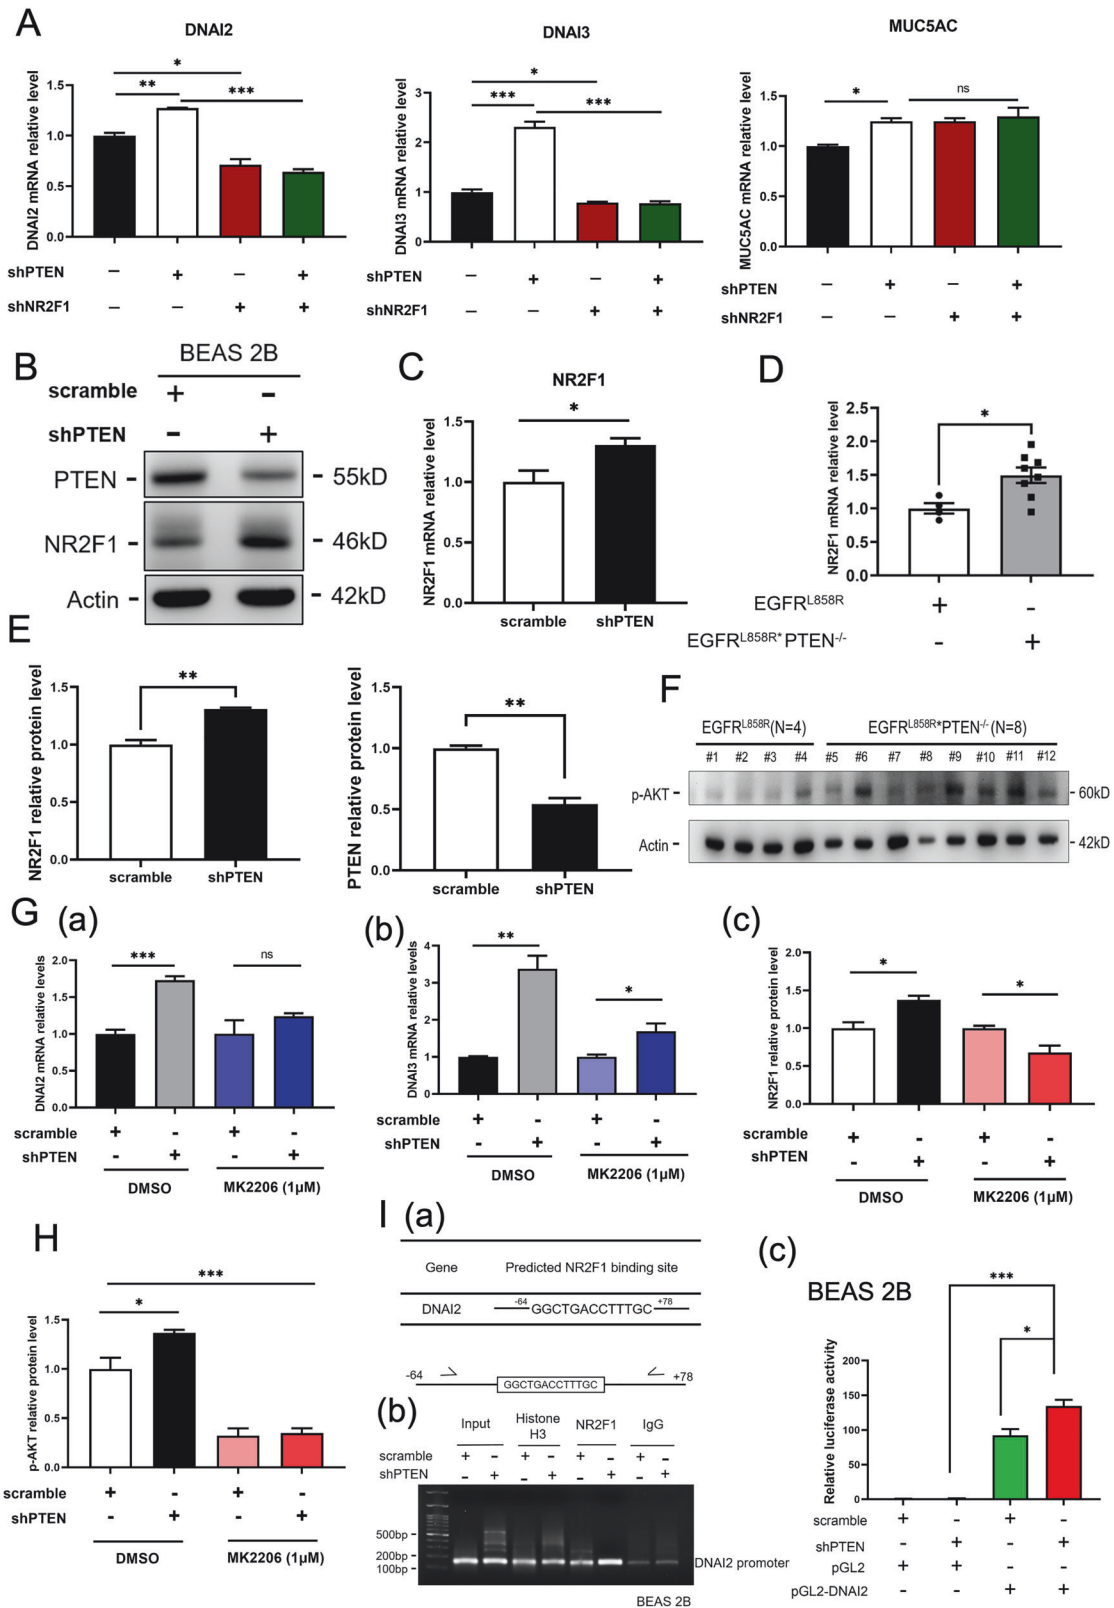 A
DNAI2
DNAI2 mRNA relative level
1.5
1.0
0.5
0.0
*
**
***
shPTEN – + – +
shNR2F1 – – + +
DNAI3
DNAI3 mRNA relative level
3
2
1
0
*
***
***
shPTEN – + – +
shNR2F1 – – + +
MUC5AC
MUC5AC mRNA relative level
1.5
1.0
0.5
0.0
*
ns
shPTEN – + – +
shNR2F1 – – + +
B
BEAS 2B
scramble + -
shPTEN - +
PTEN - - 55kD
NR2F1 - - 46kD
Actin - - 42kD
C
NR2F1
NR2F1 mRNA relative level
1.5
1.0
0.5
0.0
*
scramble shPTEN
D
NR2F1 mRNA relative level
2.5
2.0
1.5
1.0
0.5
0.0
*
EGFR^L858R + -
EGFR^L858R* PTEN^-/- - +
E
NR2F1 relative protein level
1.5
1.0
0.5
0.0
**
scramble shPTEN
PTEN relative protein level
1.5
1.0
0.5
0.0
**
scramble shPTEN
F
EGFR^L858R (N=4) EGFR^L858R*PTEN^-/- (N=8)
#1 #2 #3 #4 #5 #6 #7 #8 #9 #10 #11 #12
p-AKT - - 60kD
Actin - - 42kD
G (a)
DNAI2 mRNA relative levels
2.0
1.5
1.0
0.5
0.0
***
ns
scramble + - + -
shPTEN - + - +
DMSO MK2206 (1μM)
(b)
DNAI3 mRNA relative levels
4
3
2
1
0
**
*
scramble + - + -
shPTEN - + - +
DMSO MK2206 (1μM)
(c)
NR2F1 relative protein level
2.0
1.5
1.0
0.5
0.0
*
*
scramble + - + -
shPTEN - + - +
DMSO MK2206 (1μM)
H
p-AKT relative protein level
1.5
1.0
0.5
0.0
***
*
scramble + - + -
shPTEN - + - +
DMSO MK2206 (1μM)
I (a)
Gene Predicted NR2F1 binding site
DNAI2 -64 GGCTGACCTTTGC +78
-64 GGCTGACCTTTGC +78
(b)
Input Histone H3 NR2F1 IgG
scramble + - + - + - + -
shPTEN - + - + - + - +
500bp
200bp
100bp
DNAI2 promoter
BEAS 2B
(c)
BEAS 2B
Relative luciferase activity
200
150
100
50
0
***
*
scramble + - + -
shPTEN - + - +
pGL2 + + - -
pGL2-DNAI2 - - + +